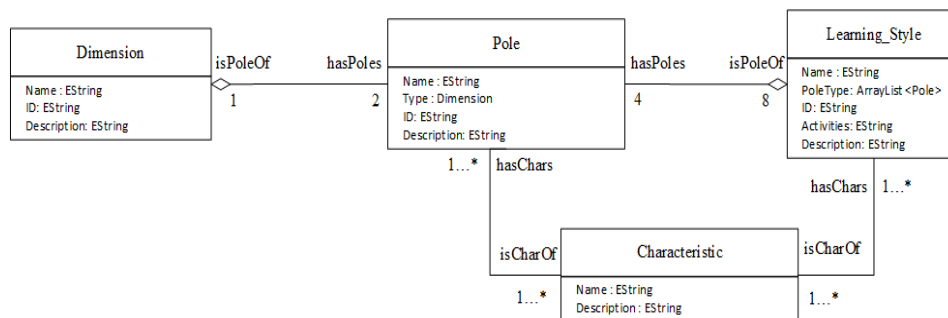 Dimension
Name : EString
ID: EString
Description: EString
isPoleOf
1
hasPoles
2
Pole
Name : EString
Type : Dimension
ID: EString
Description: EString
hasPoles
4
isPoleOf
8
Learning_Style
Name : EString
PoleType: ArrayList <Pole>
ID: EString
Activities: EString
Description: EString
1...*
hasChars
hasChars
1...*
isCharOf
1...*
Characteristic
Name : EString
Description : EString
isCharOf
1...*